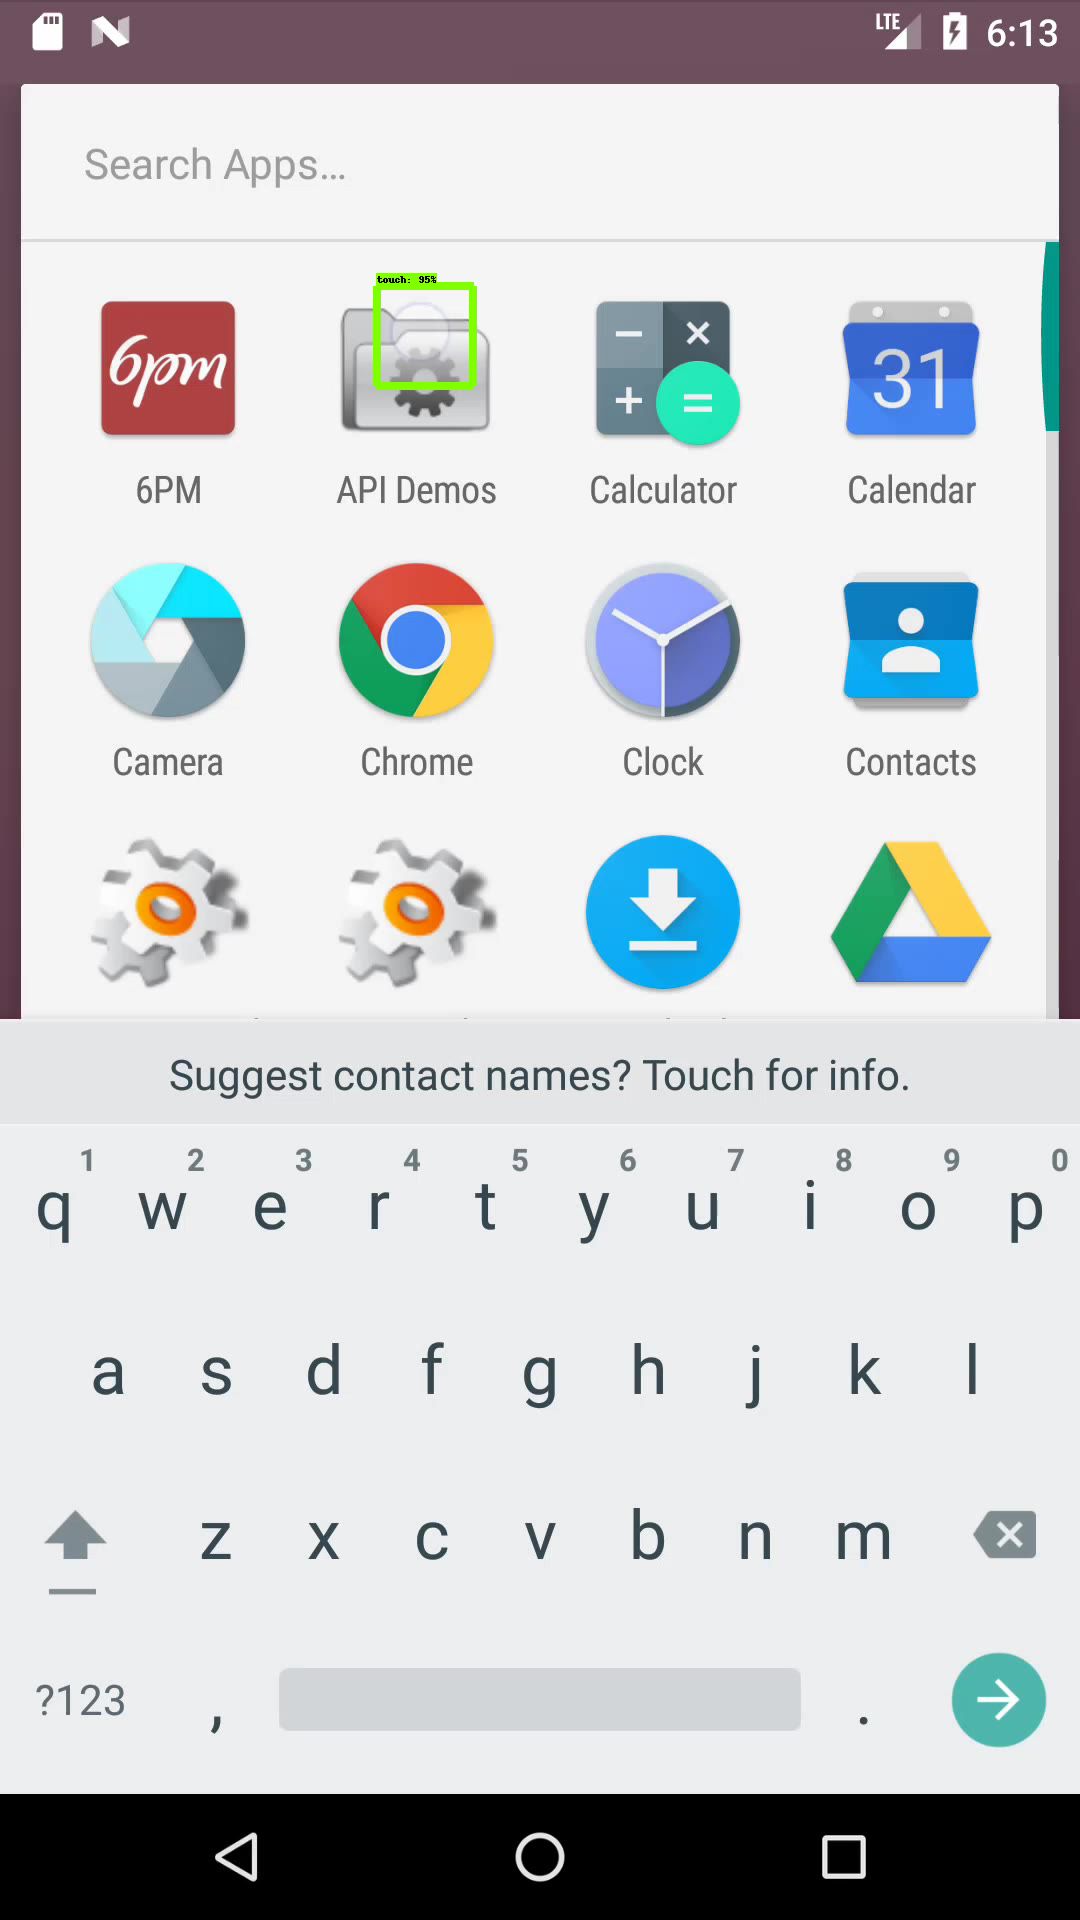 LTE 6:13
Search Apps...
touch: 95%
6pm
31
6PM API Demos Calculator Calendar
Camera Chrome Clock Contacts
Suggest contact names? Touch for info.
1 2 3 4 5 6 7 8 9 0
q w e r t y u i o p
a s d f g h j k l
z x c v b n m
?123 , .